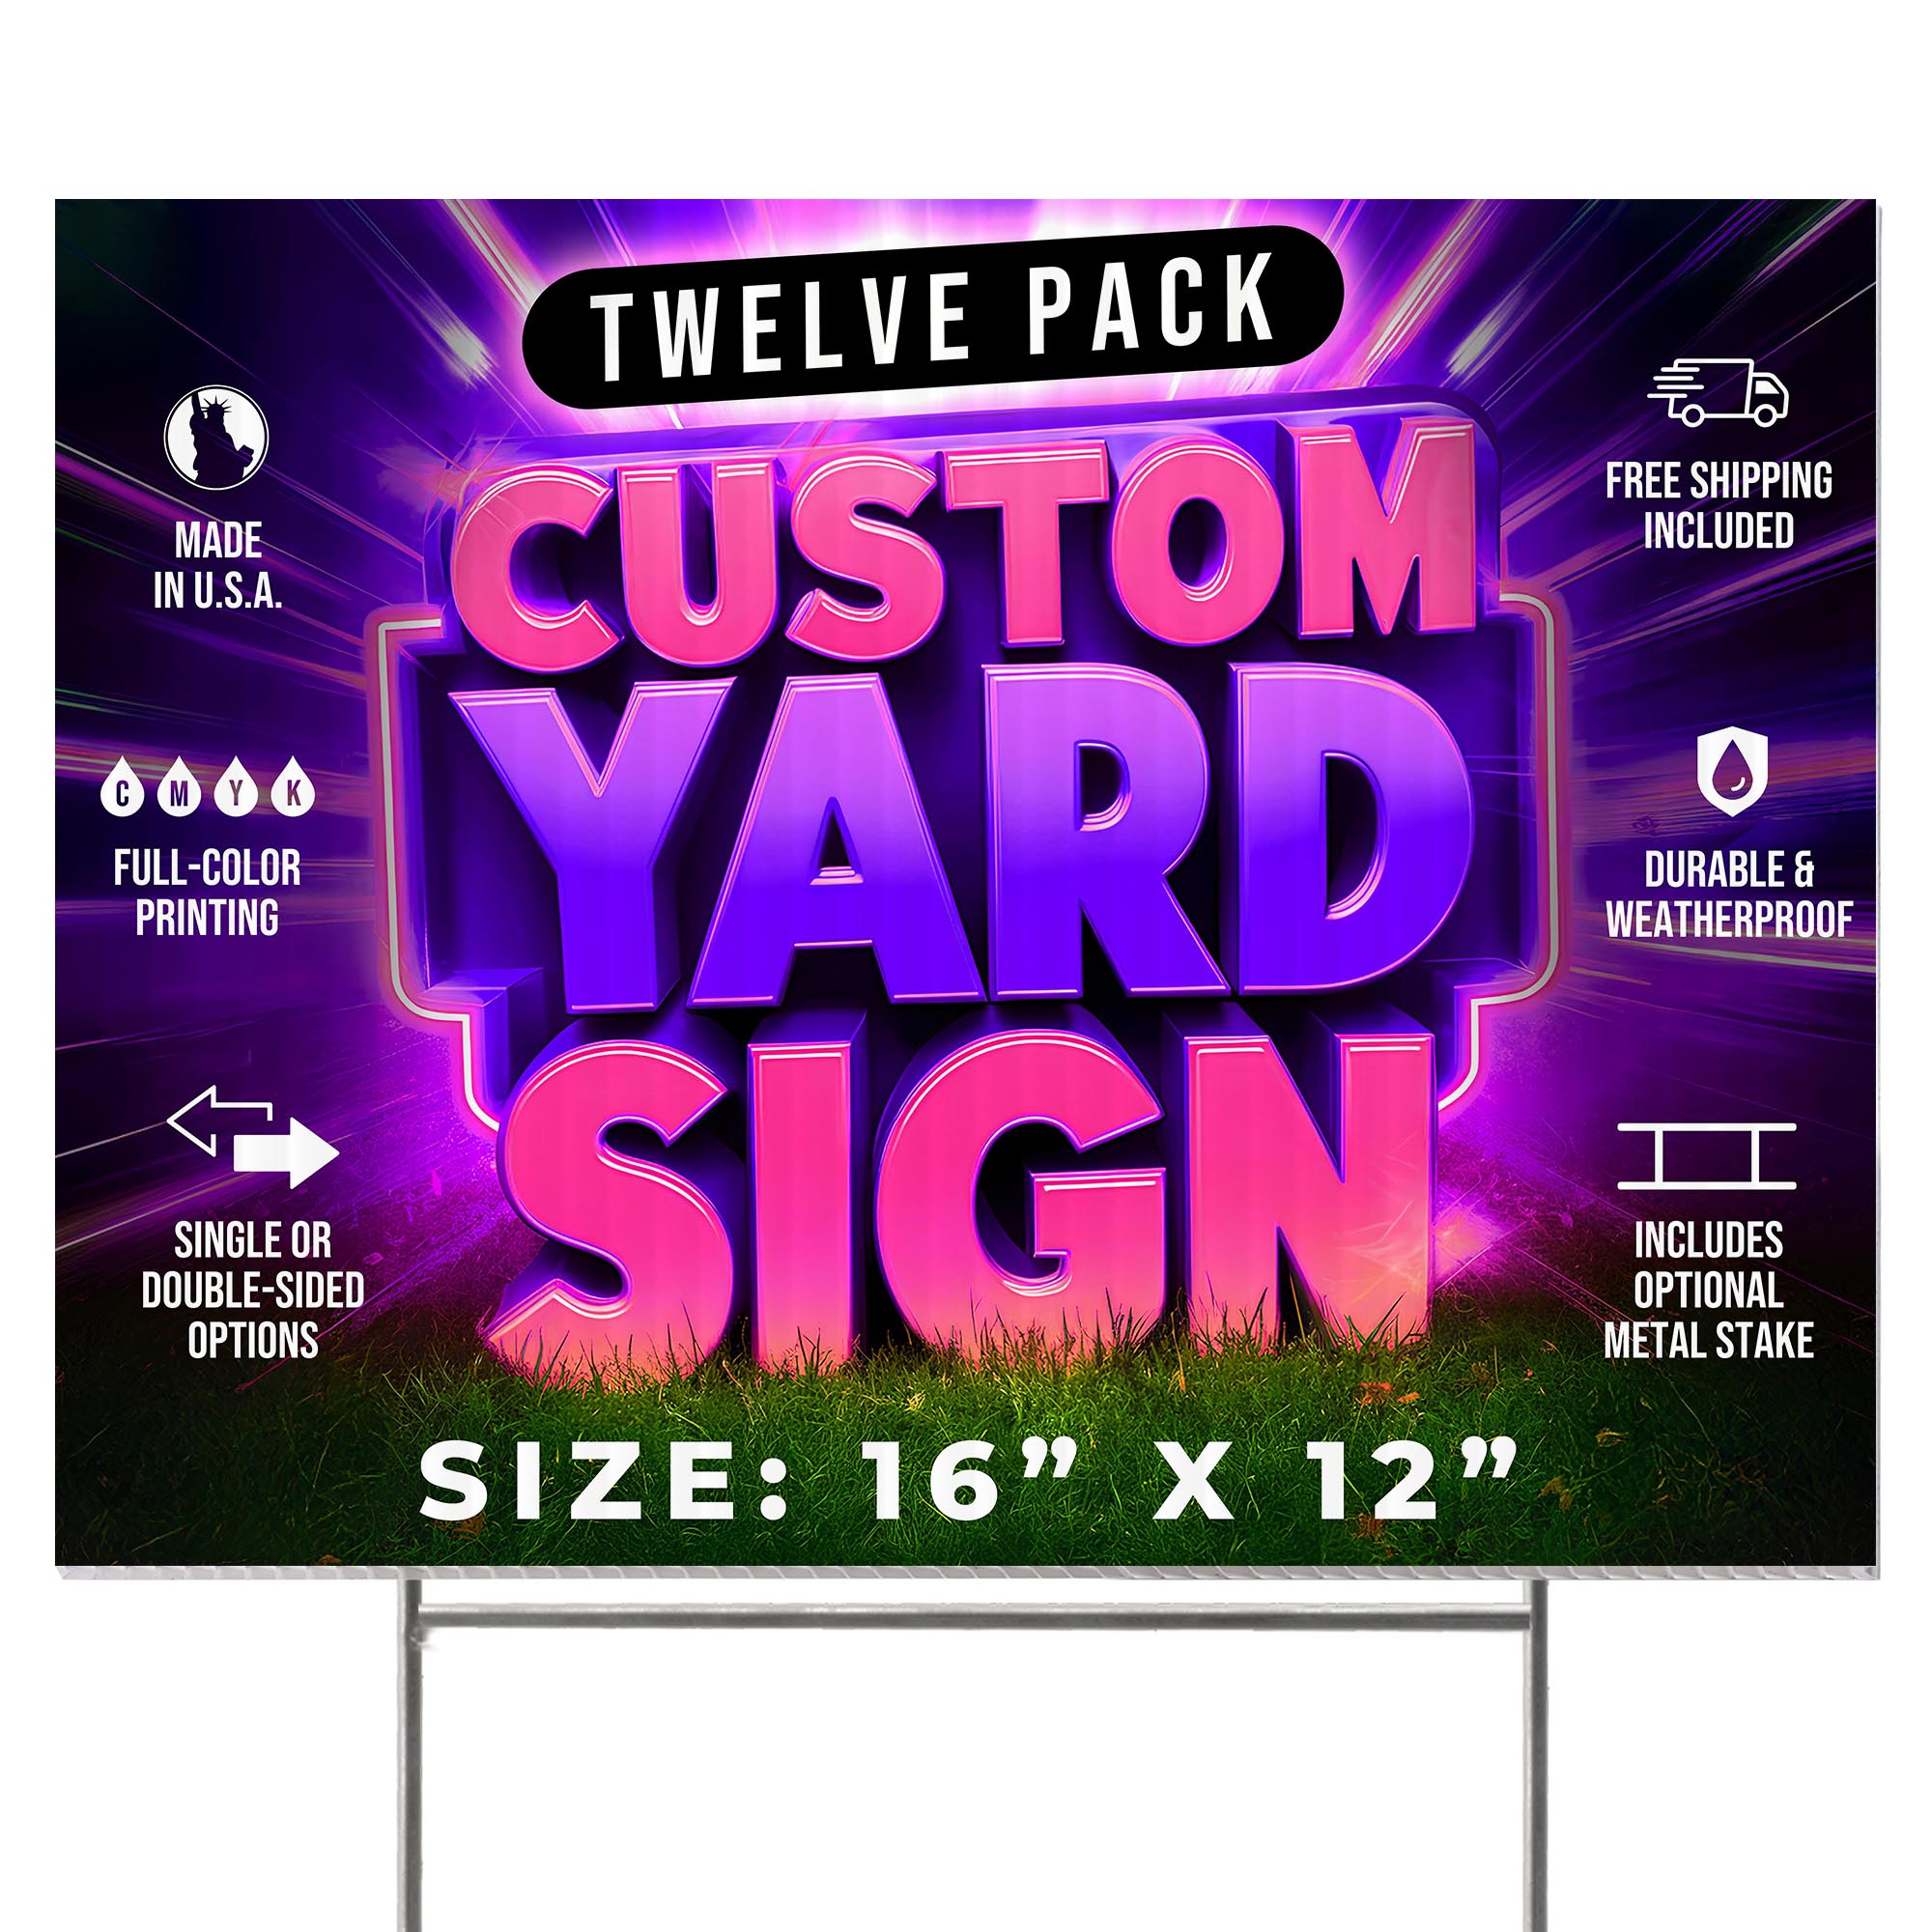 TWELVE PACK
CUSTOM
YARD
SIGN
MADE
IN U.S.A.
C M Y K
FULL-COLOR
PRINTING
SINGLE OR
DOUBLE-SIDED
OPTIONS
FREE SHIPPING
INCLUDED
DURABLE &
WEATHERPROOF
INCLUDES
OPTIONAL
METAL STAKE
SIZE: 16” X 12”